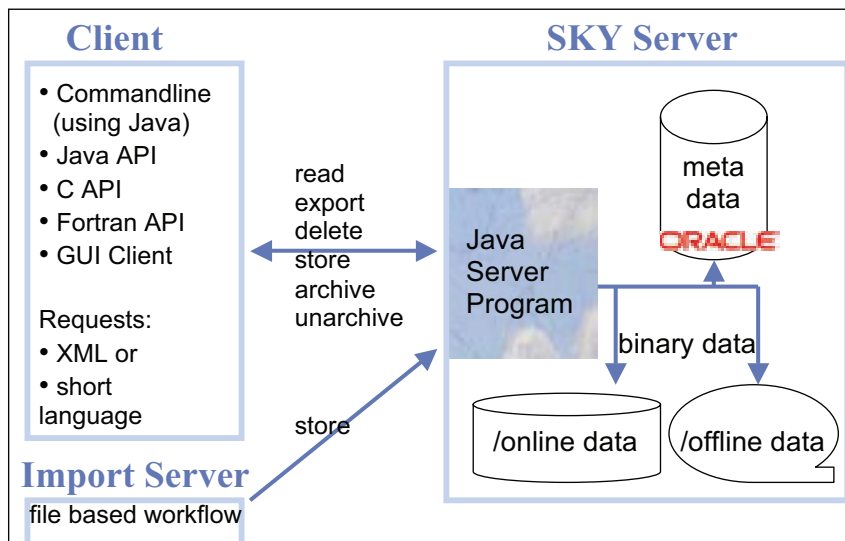 Client
• Commandline
(using Java)
• Java API
• C API
• Fortran API
• GUI Client
Requests:
• XML or
• short
language
Import Server
file based workflow
read
export
delete
store
archive
unarchive
store
SKY Server
Java
Server
Program
meta
data
ORACLE
binary data
/online data
/offline data